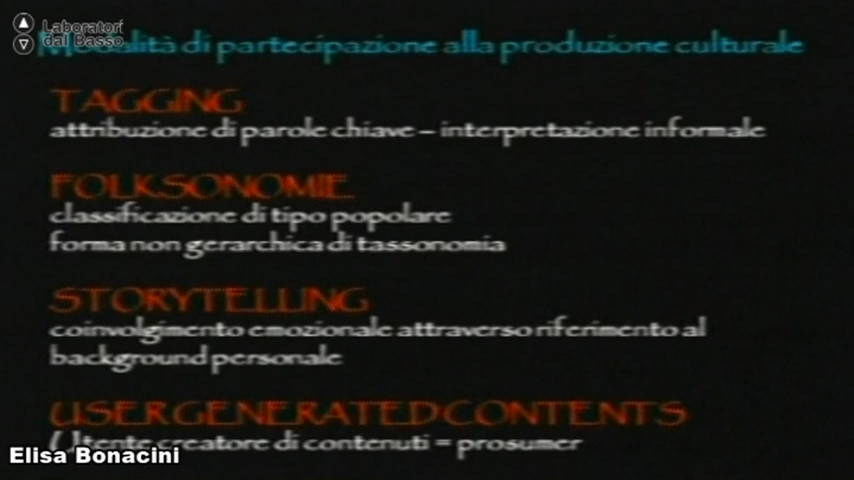 Laboratori
dal Basso
Modalità di partecipazione alla produzione culturale
TAGGING
attribuzione di parole chiave – interpretazione informale
FOLKSONOMIE
classificazione di tipo popolare
forma non gerarchica di tassonomia
STORYTELLING
coinvolgimento emozionale attraverso riferimento al
background personale
USER GENERATED CONTENTS
Utente creatore di contenuti = prosumer
Elisa Bonacini